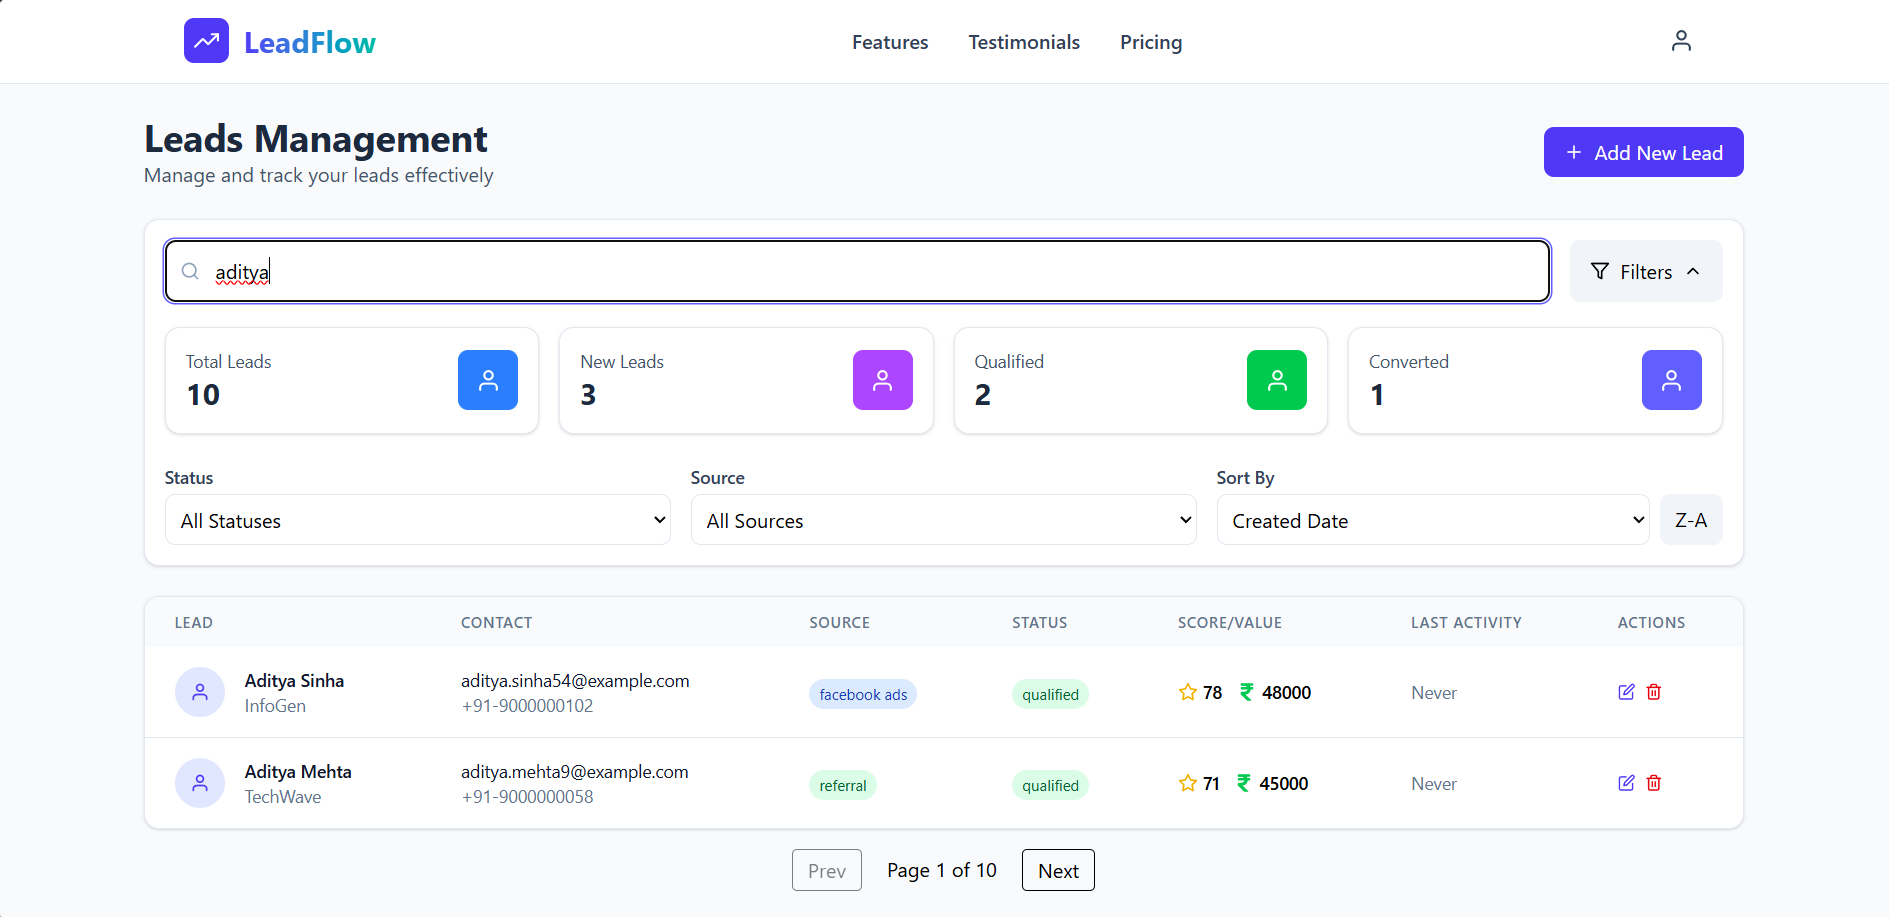 LeadFlow
Features Testimonials Pricing
Leads Management
Manage and track your leads effectively
+ Add New Lead
aditya
Filters
Total Leads
10
New Leads
3
Qualified
2
Converted
1
Status
All Statuses
Source
All Sources
Sort By
Created Date
Z-A
LEAD CONTACT SOURCE STATUS SCORE/VALUE LAST ACTIVITY ACTIONS
Aditya Sinha
InfoGen
aditya.sinha54@example.com
+91-9000000102
facebook ads
qualified
78 ₹ 48000
Never
Aditya Mehta
TechWave
aditya.mehta9@example.com
+91-9000000058
referral
qualified
71 ₹ 45000
Never
Prev Page 1 of 10 Next